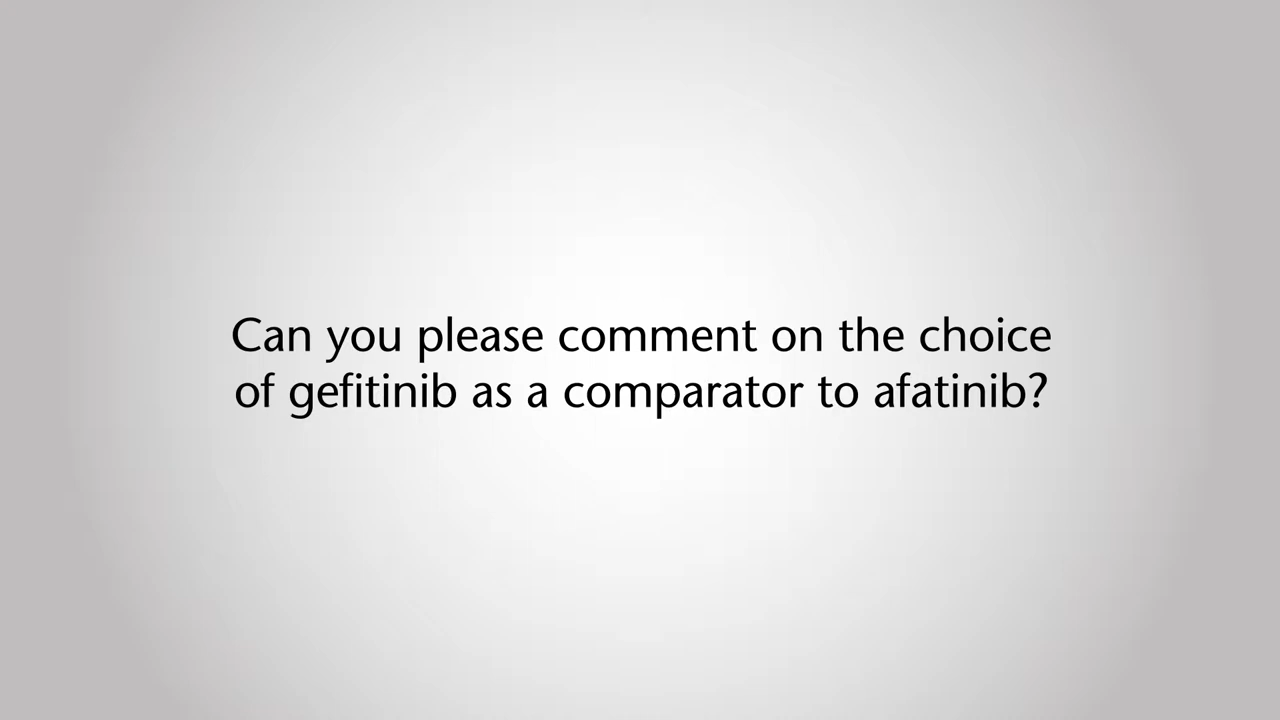 Can you please comment on the choice
of gefitinib as a comparator to afatinib?